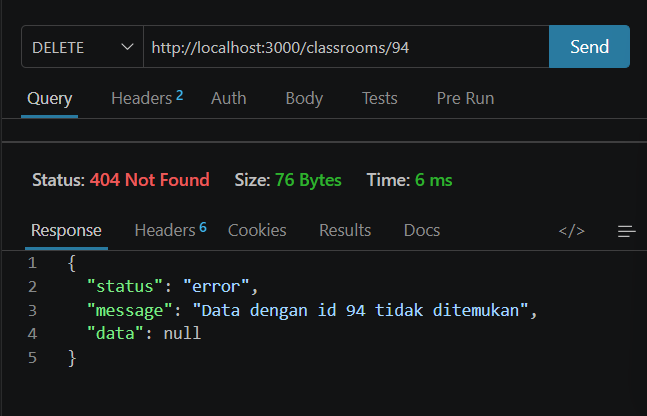 DELETE http://localhost:3000/classrooms/94 Send
Query Headers 2 Auth Body Tests Pre Run
Status: 404 Not Found Size: 76 Bytes Time: 6 ms
Response Headers 6 Cookies Results Docs </>
1 {
2 "status": "error",
3 "message": "Data dengan id 94 tidak ditemukan",
4 "data": null
5 }